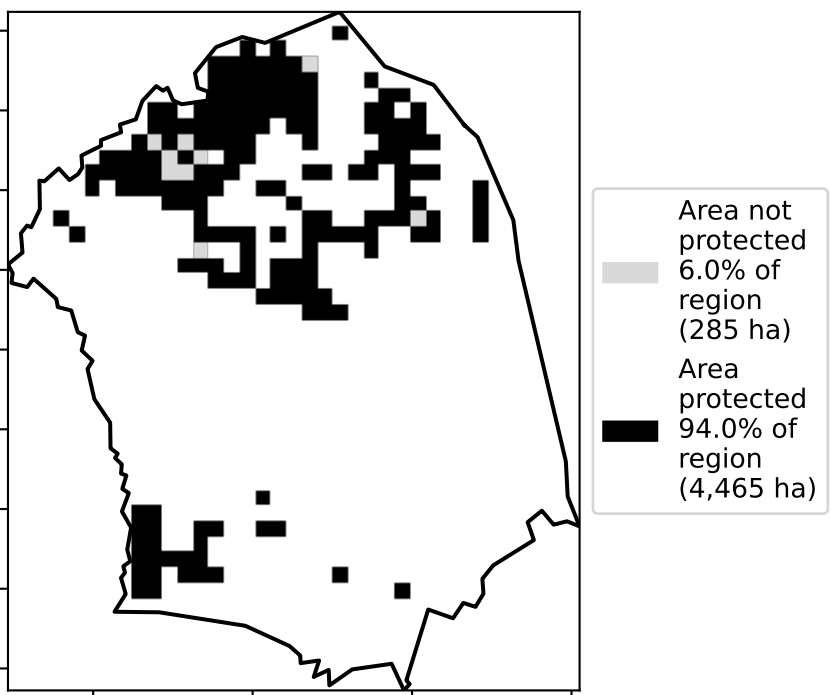 Area not
protected
6.0% of
region
(285 ha)
Area
protected
94.0% of
region
(4,465 ha)